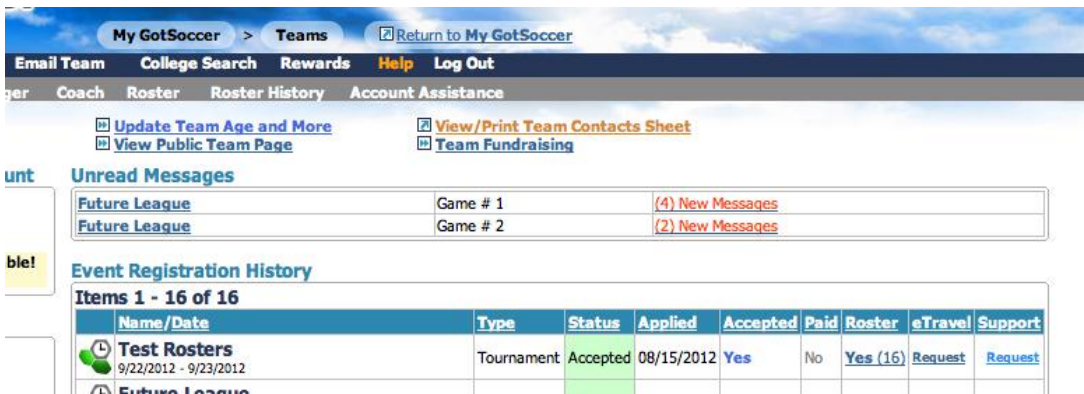 My GotSoccer > Teams Return to My GotSoccer
Email Team College Search Rewards Help Log Out
ger Coach Roster Roster History Account Assistance
Update Team Age and More View/Print Team Contacts Sheet
View Public Team Page Team Fundraising
unt Unread Messages
Future League Game # 1 (4) New Messages
Future League Game # 2 (2) New Messages
ble!
Event Registration History
Items 1 - 16 of 16
Name/Date Type Status Applied Accepted Paid Roster eTravel Support
Test Rosters
9/22/2012 - 9/23/2012 Tournament Accepted 08/15/2012 Yes No Yes (16) Request Request
Future League